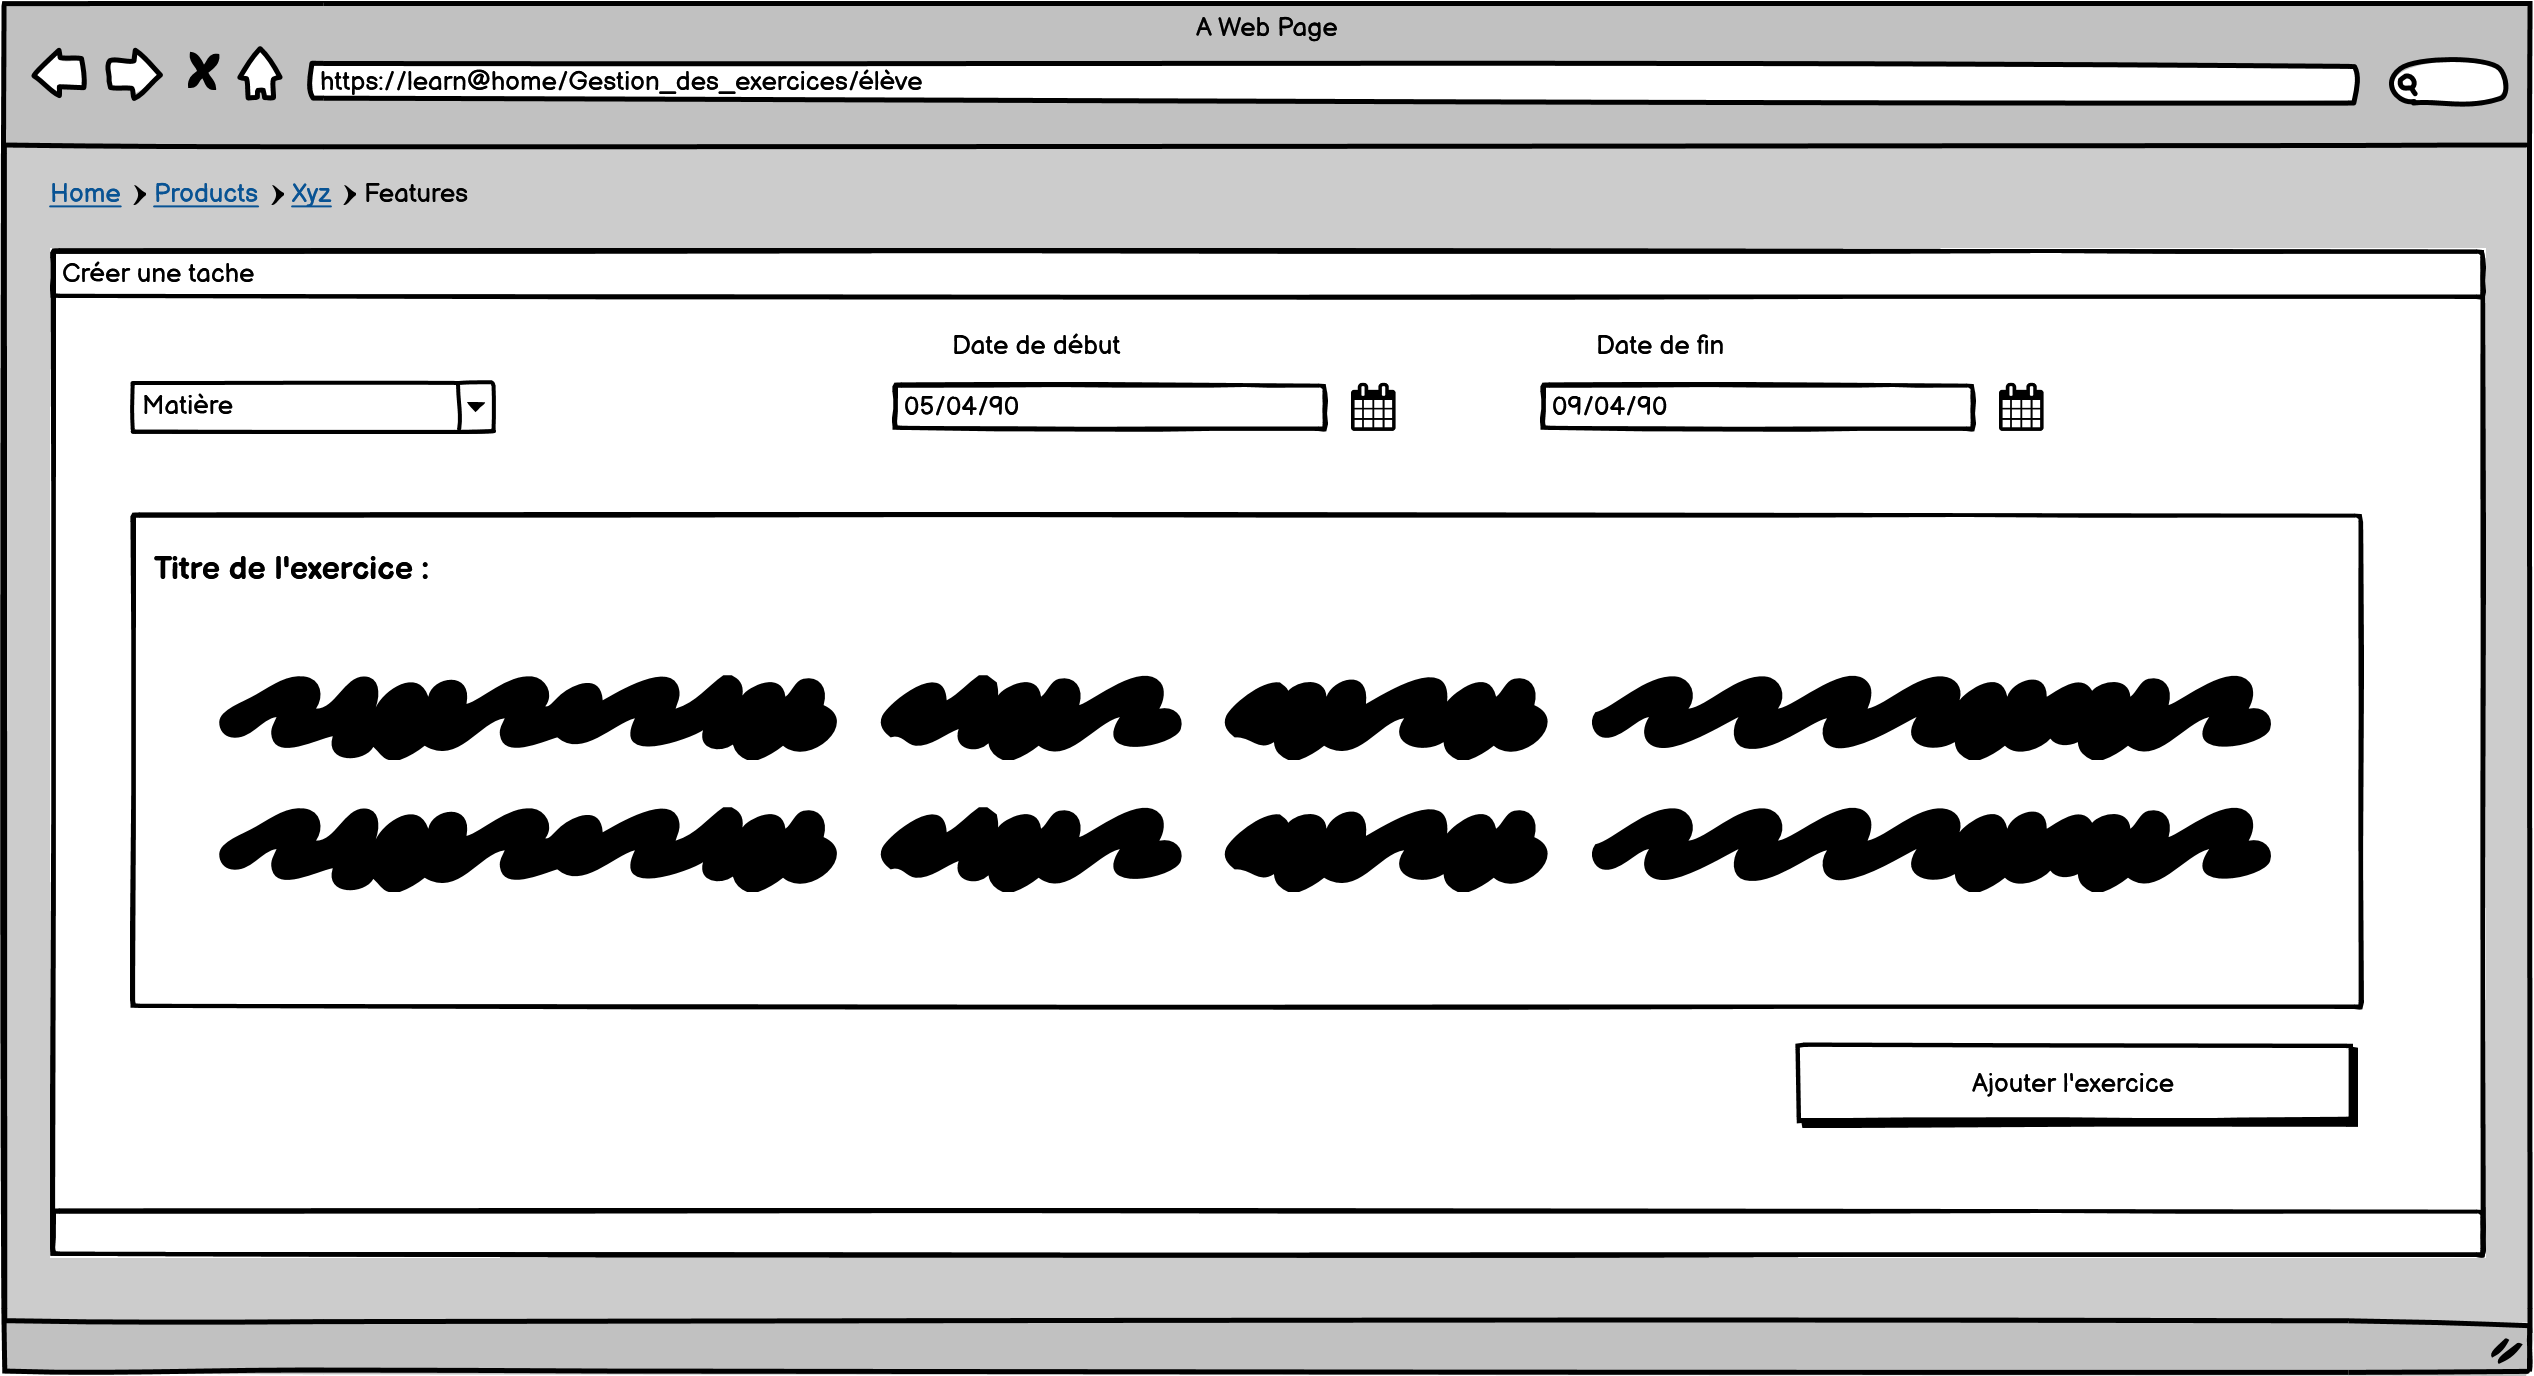 A Web Page
https://learn@home/Gestion_des_exercices/élève
Home Products Xyz Features
Créer une tache
Date de début Date de fin
Matière 05/04/90 09/04/90
Titre de l'exercice :
Ajouter l'exercice